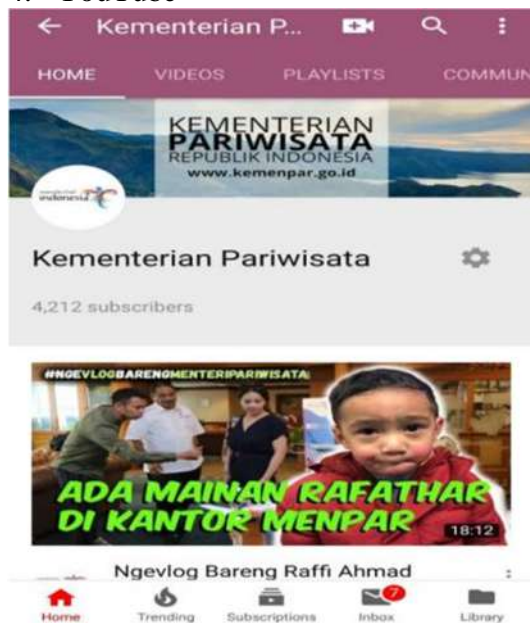 Kementerian P...
HOME VIDEOS PLAYLISTS COMMUN
KEMENTERIAN
PARIWISATA
REPUBLIK INDONESIA
www.kemenpar.go.id
indonesia
Kementerian Pariwisata
4,212 subscribers
#NGEVLOGBARENGMENTERIPARIWISATA
ADA MAINAN RAFATHAR
DI KANTOR MENPAR
18:12
Ngevlog Bareng Raffi Ahmad
7
Home Trending Subscriptions Inbox Library